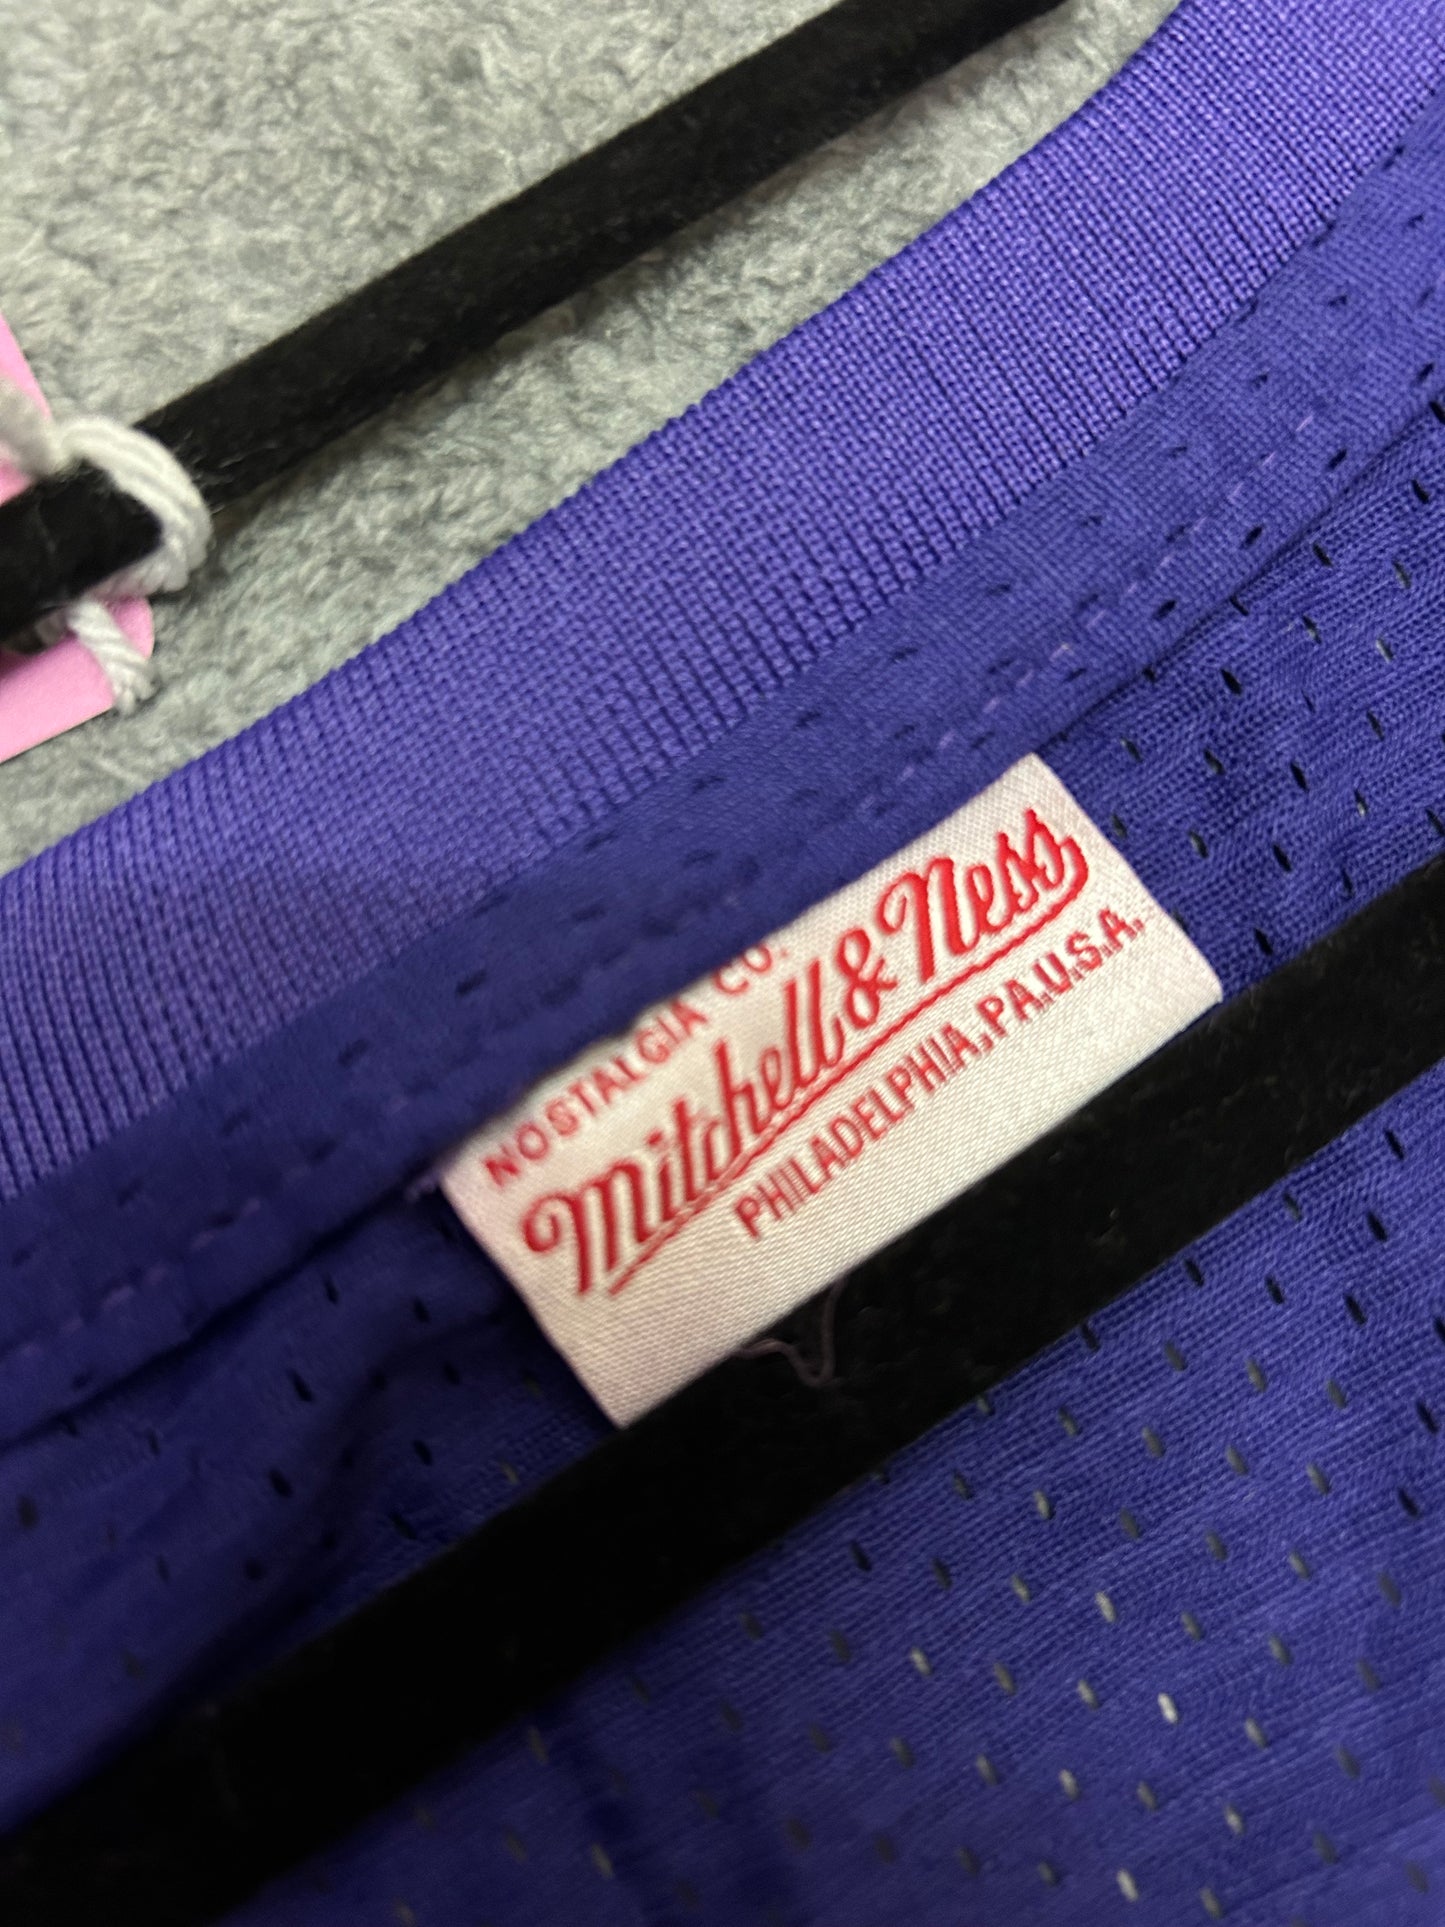 NOSTALGIA CO.
Mitchell & Ness
PHILADELPHIA, PA. U.S.A.